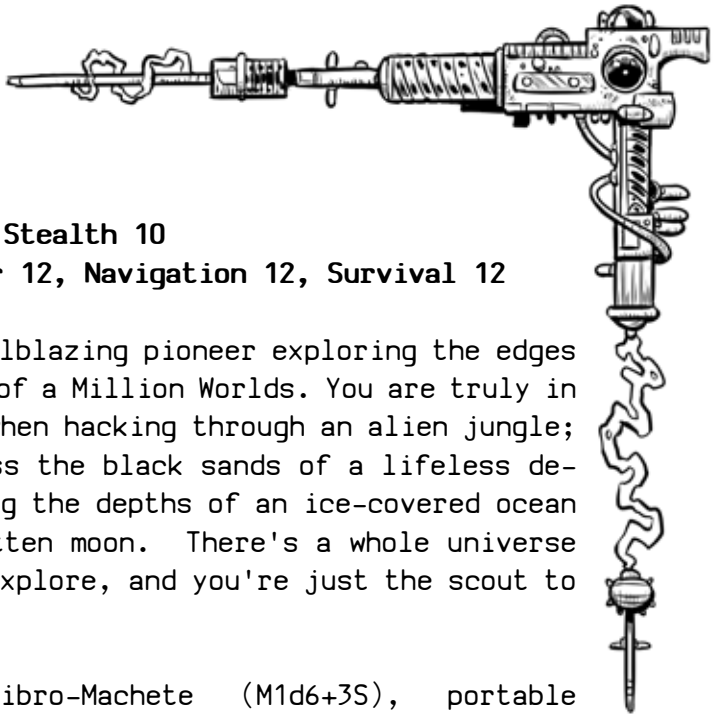 Stealth 10
12, Navigation 12, Survival 12
lblazing pioneer exploring the edges
of a Million Worlds. You are truly in
hen hacking through an alien jungle;
ss the black sands of a lifeless de-
g the depths of an ice-covered ocean
tten moon. There's a whole universe
xplore, and you're just the scout to
ibro-Machete (M1d6+3S), portable